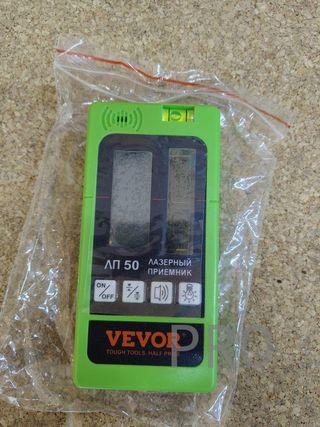 ЛП 50
ЛАЗЕРНЫЙ
ПРИЕМНИК
ON/OFF
VEVOR
TOUGH TOOLS, HALF PRICE